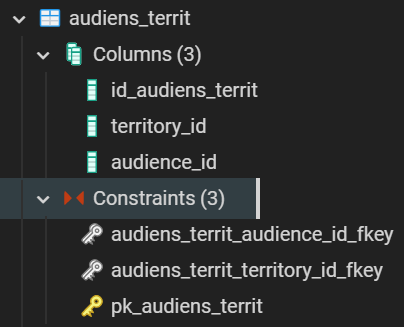 audiens_territ
Columns (3)
id_audiens_territ
territory_id
audience_id
Constraints (3)
audiens_territ_audience_id_fkey
audiens_territ_territory_id_fkey
pk_audiens_territ